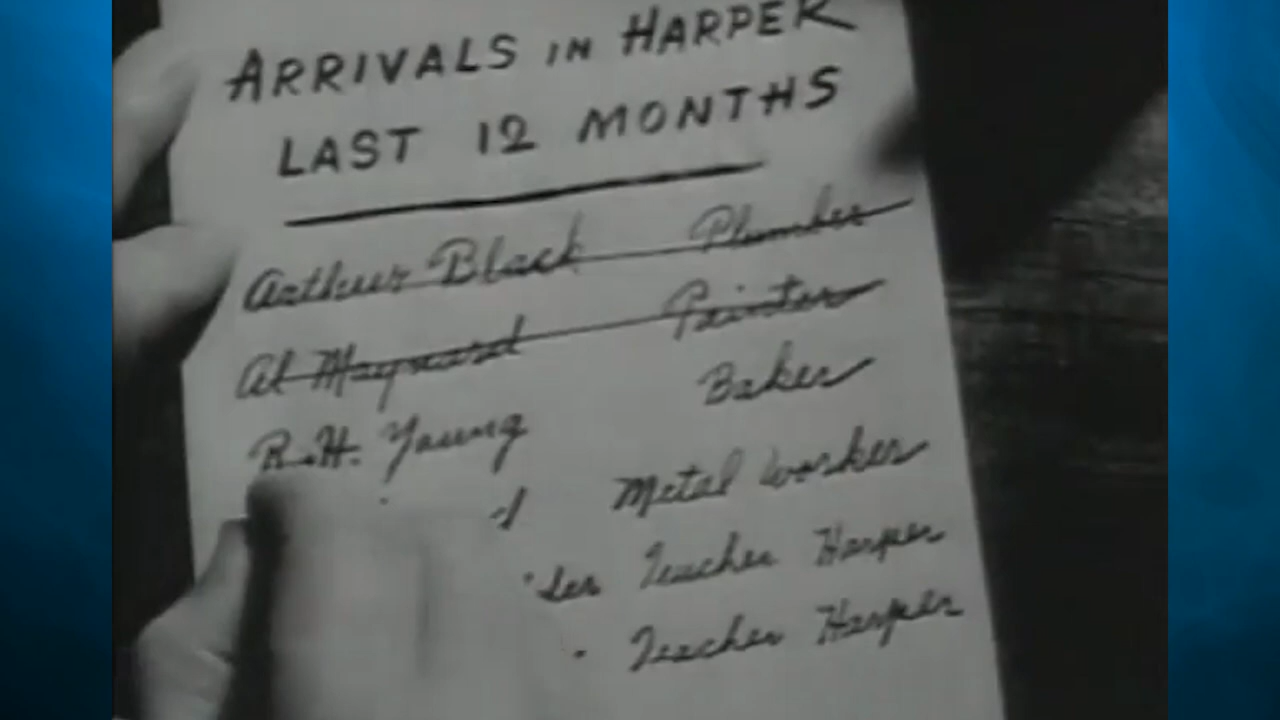 ARRIVALS IN HARPER
LAST 12 MONTHS
Arthur Black Plumber
Al Maynard Painter
R.H. Young Baker
Metal Worker
Teacher Harper
Teacher Harper